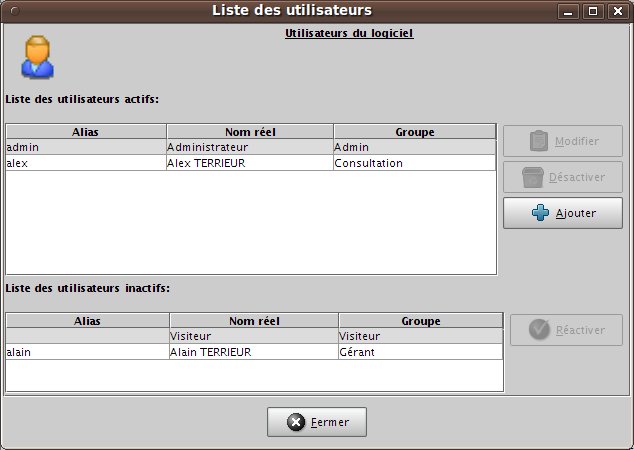 Liste des utilisateurs
Utilisateurs du logiciel
Liste des utilisateurs actifs:
Alias Nom réel Groupe
admin Administrateur Admin
alex Alex TERRIEUR Consultation
Modifier
Désactiver
Ajouter
Liste des utilisateurs inactifs:
Alias Nom réel Groupe
Visiteur Visiteur
alain Alain TERRIEUR Gérant
Réactiver
Fermer